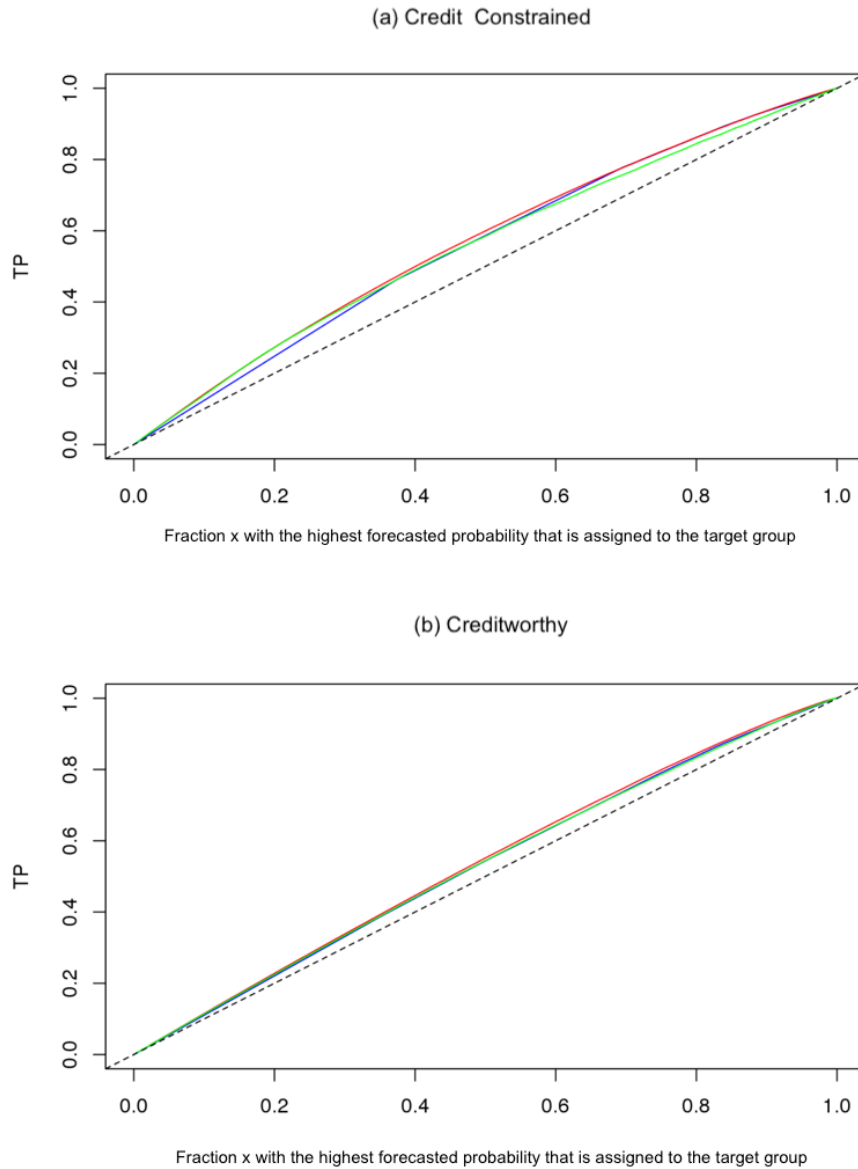 (a) Credit Constrained
1.0
0.8
0.6
0.4
0.2
0.0
TP
0.0 0.2 0.4 0.6 0.8 1.0
Fraction x with the highest forecasted probability that is assigned to the target group
(b) Creditworthy
1.0
0.8
0.6
0.4
0.2
0.0
TP
0.0 0.2 0.4 0.6 0.8 1.0
Fraction x with the highest forecasted probability that is assigned to the target group